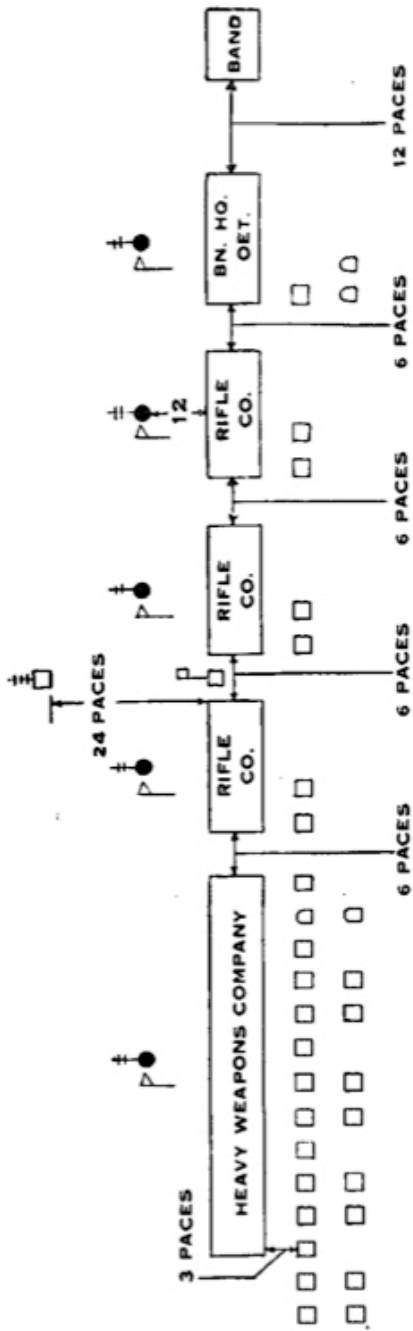 BAND
12 PACES
BN. HQ.
OET.
6 PACES
RIFLE
CO.
12
6 PACES
RIFLE
CO.
6 PACES
24 PACES
RIFLE
CO.
6 PACES
HEAVY WEAPONS COMPANY
3 PACES